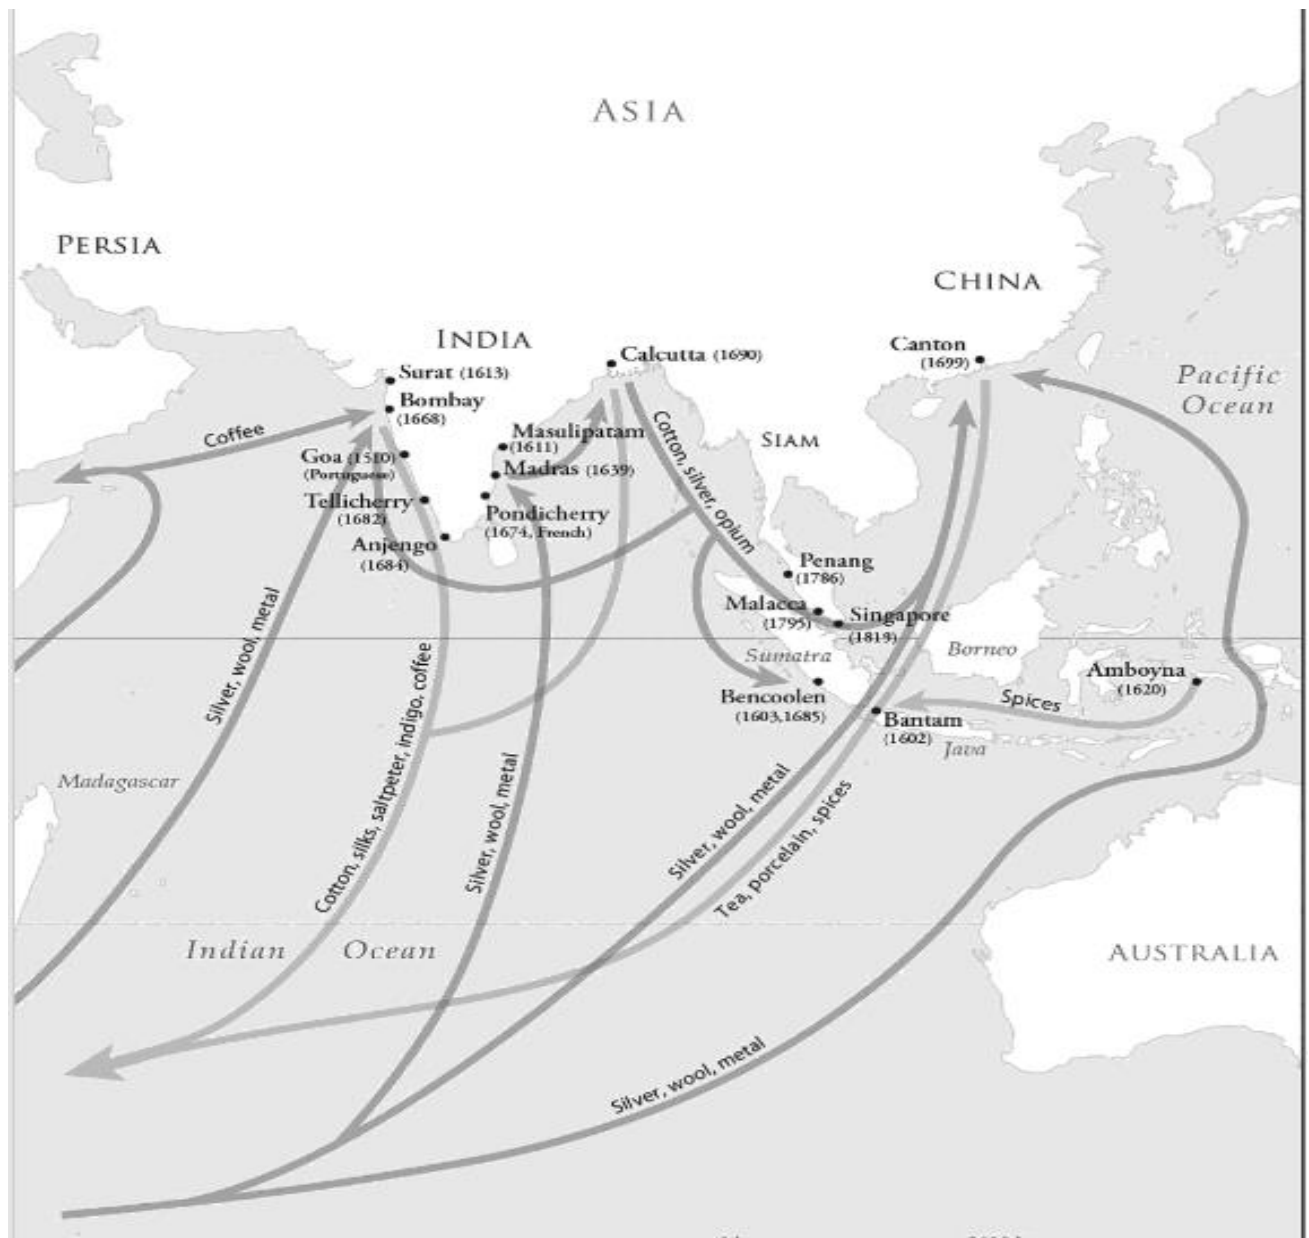 ASIA
PERSIA
CHINA
INDIA
Calcutta (1690)
Canton
(1699)
Surat (1613)
Pacific
Ocean
Bombay
(1668)
Coffee
Masulipatam
(1611)
SIAM
Cotton, silver, opium
Goa (1510)
(Portuguese)
Madras (1639)
Tellicherry
(1682)
Pondicherry
(1674, French)
Anjengo
(1684)
Penang
(1786)
Malacca
(1795)
Singapore
(1819)
Silver, wool, metal
Sumatra
Borneo
Amboyna
(1620)
Bencoolen
(1603,1685)
Spices
Bantam
(1602)
Java
Cotton, silks, saltpeter, indigo, coffee
Madagascar
Silver, wool, metal
Silver, wool, metal
Tea, porcelain, spices
Indian Ocean
AUSTRALIA
Silver, wool, metal